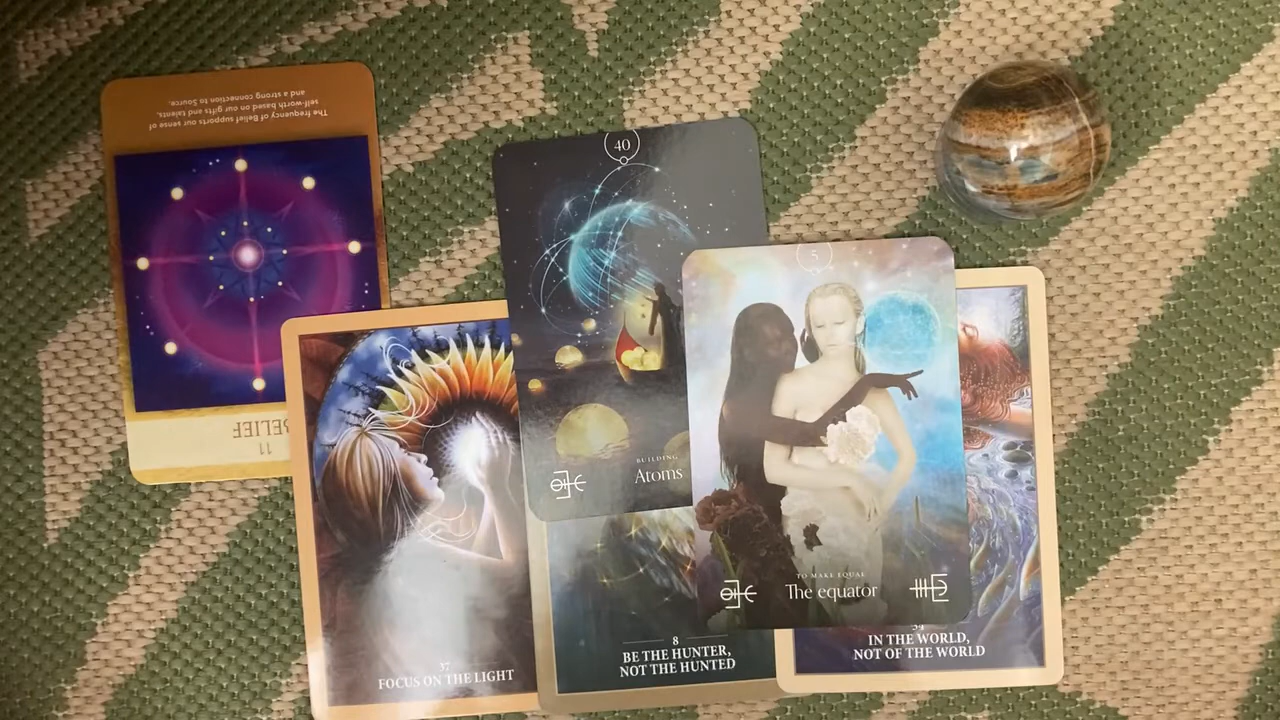 The frequency of Belief supports our sense of
self-worth based on our gifts and talents,
and a strong connection to Source.
11
BELIEF
40
BUILDING
Atoms
5
TO MAKE EQUAL
The equator
37
FOCUS ON THE LIGHT
8
BE THE HUNTER,
NOT THE HUNTED
34
IN THE WORLD,
NOT OF THE WORLD